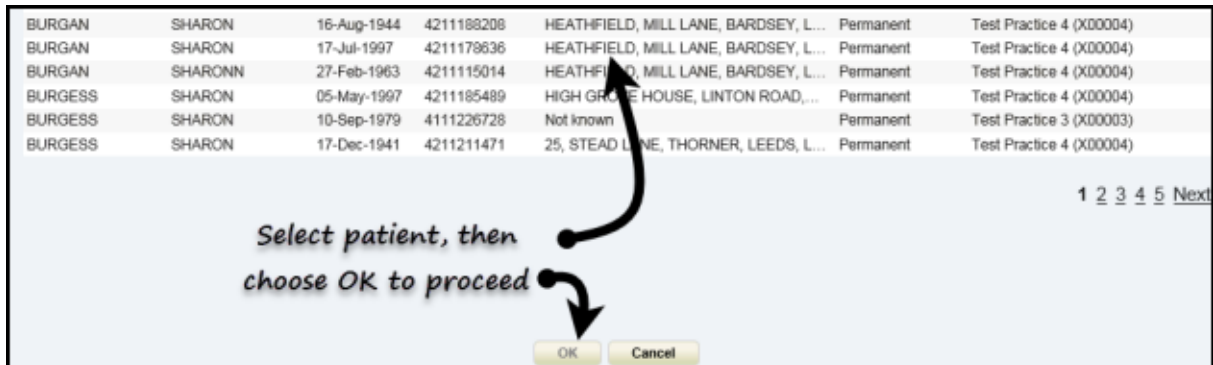 BURGAN SHARON 16-Aug-1944 4211188208 HEATHFIELD, MILL LANE, BARDSEY, L... Permanent Test Practice 4 (X00004)
BURGAN SHARON 17-Jul-1997 4211178636 HEATHFIELD, MILL LANE, BARDSEY, L... Permanent Test Practice 4 (X00004)
BURGAN SHARONN 27-Feb-1963 4211115014 HEATHFIELD, MILL LANE, BARDSEY, L... Permanent Test Practice 4 (X00004)
BURGESS SHARON 05-May-1997 4211185489 HIGH GROVE HOUSE, LINTON ROAD,... Permanent Test Practice 4 (X00004)
BURGESS SHARON 10-Sep-1979 4111226728 Not known Permanent Test Practice 3 (X00003)
BURGESS SHARON 17-Dec-1941 4211211471 25, STEAD LANE, THORNER, LEEDS, L... Permanent Test Practice 4 (X00004)
1 2 3 4 5 Next
Select patient, then
choose OK to proceed
OK Cancel